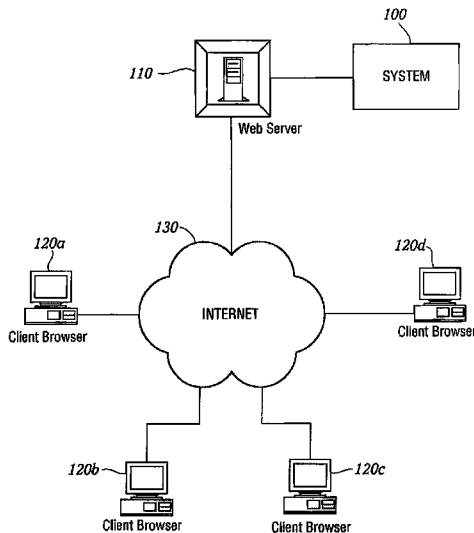 100
110
SYSTEM
Web Server
130
120a
120d
INTERNET
Client Browser
Client Browser
120b
120c
Client Browser
Client Browser